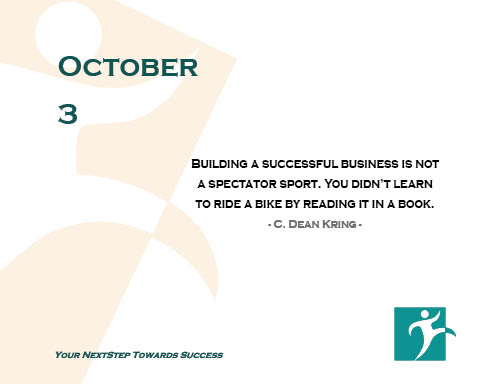 October
3
Building a successful business is not
a spectator sport. You didn't learn
to ride a bike by reading it in a book.
- C. Dean Kring -
Your NextStep Towards Success